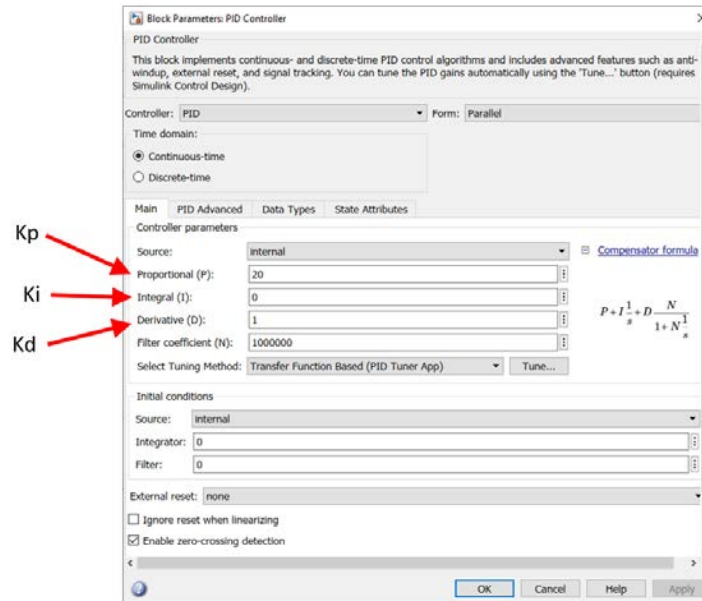 Block Parameters: PID Controller
PID Controller
This block implements continuous- and discrete-time PID control algorithms and includes advanced features such as anti-
windup, external reset, and signal tracking. You can tune the PID gains automatically using the 'Tune...' button (requires
Simulink Control Design).
Controller: PID Form: Parallel
Time domain:
Continuous-time
Discrete-time
Main PID Advanced Data Types State Attributes
Controller parameters
Kp
Source: internal Compensator formula
Proportional (P): 20
Ki
Integral (I): 0
P + I 1/s + D N/(1 + N 1/s)
Kd
Derivative (D): 1
Filter coefficient (N): 1000000
Select Tuning Method: Transfer Function Based (PID Tuner App) Tune...
Initial conditions
Source: internal
Integrator: 0
Filter: 0
External reset: none
Ignore reset when linearizing
Enable zero-crossing detection
OK Cancel Help Apply